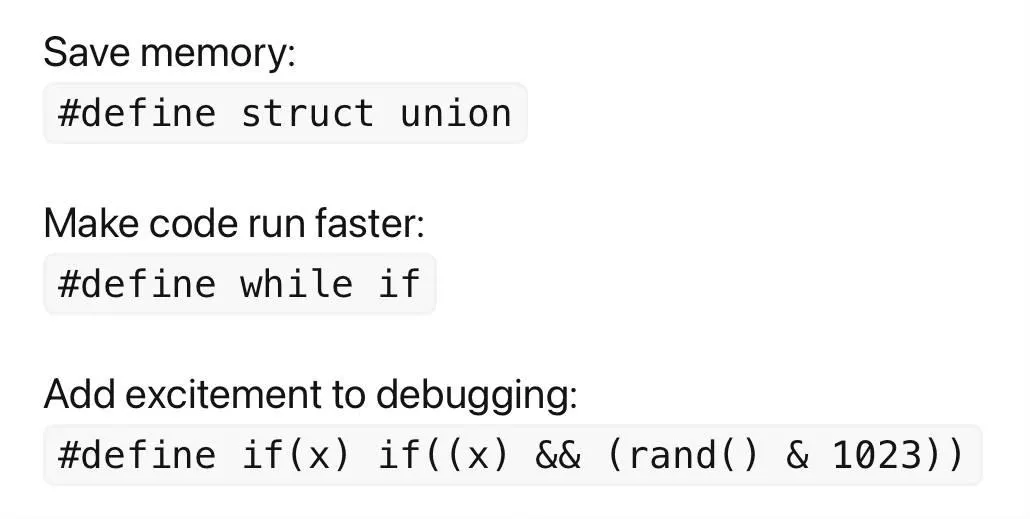 Save memory:
#define struct union
Make code run faster:
#define while if
Add excitement to debugging:
#define if(x) if((x) && (rand() & 1023))